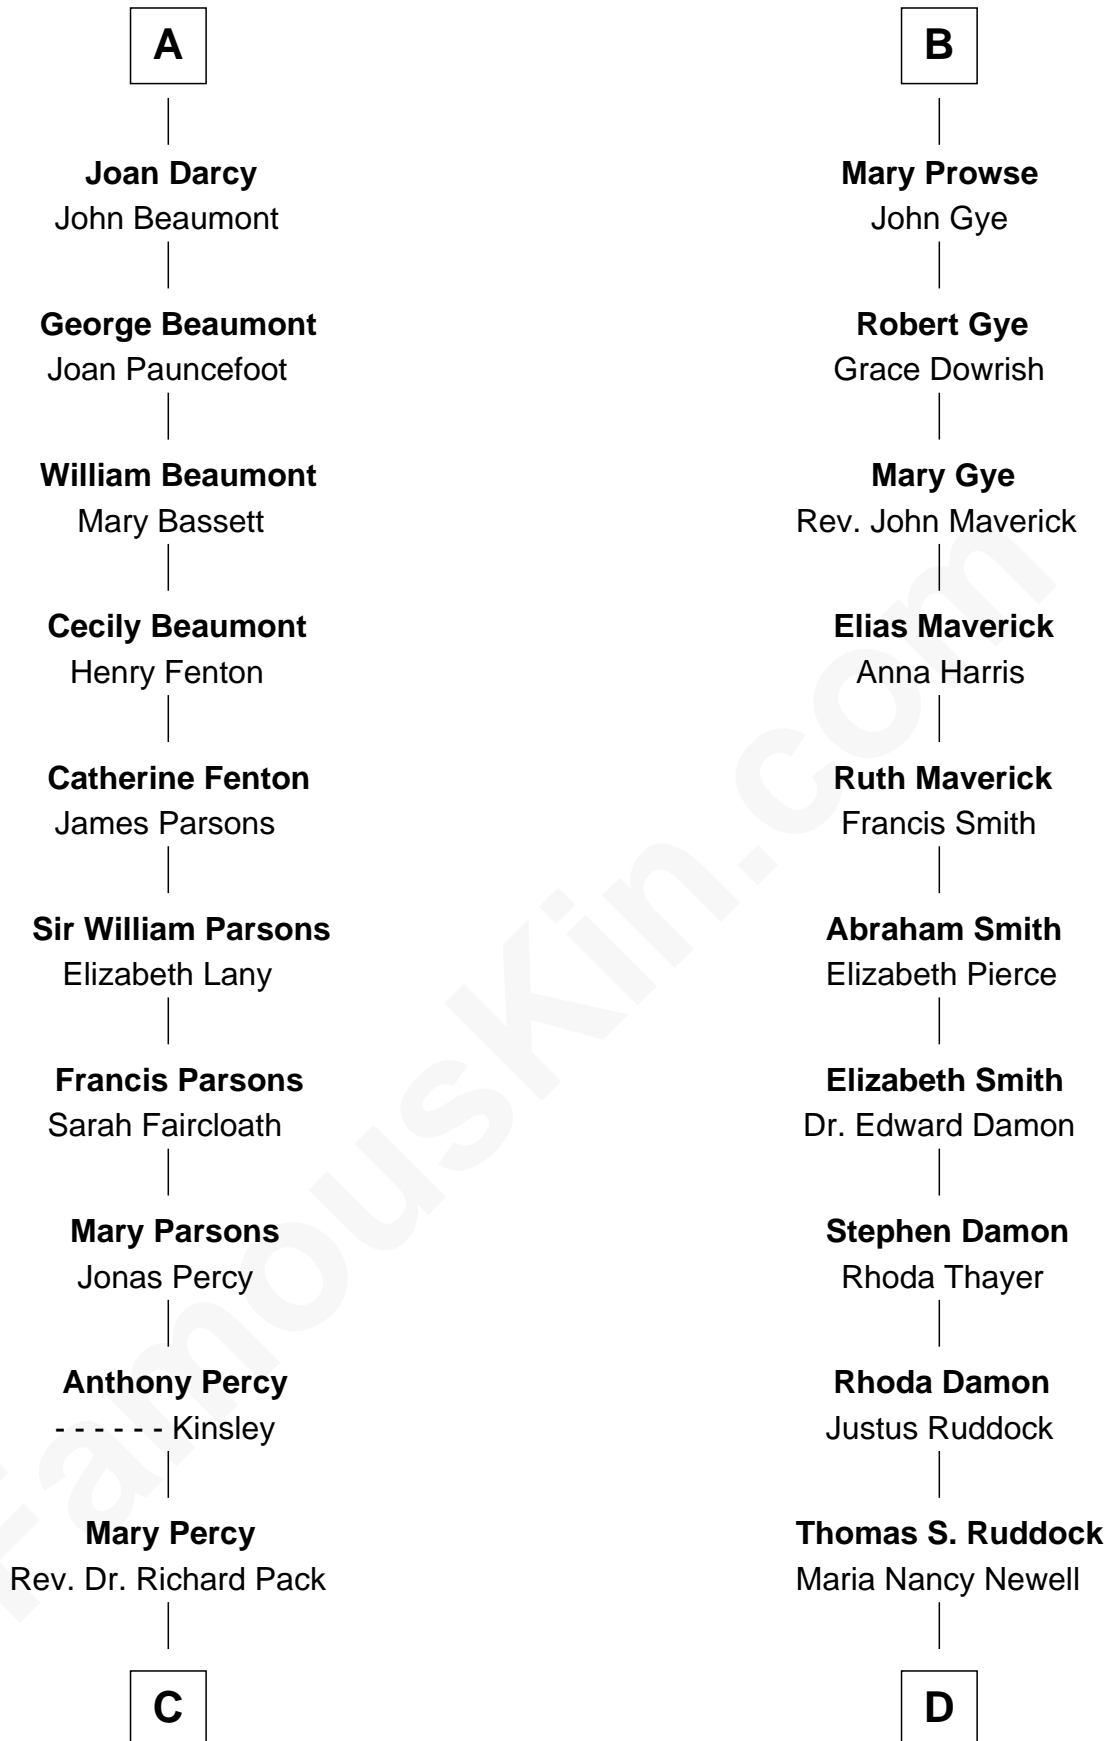 A
Joan Darcy
John Beaumont
George Beaumont
Joan Pauncefoot
William Beaumont
Mary Bassett
Cecily Beaumont
Henry Fenton
Catherine Fenton
James Parsons
Sir William Parsons
Elizabeth Lany
Francis Parsons
Sarah Faircloath
Mary Parsons
Jonas Percy
Anthony Percy
- - - - - - Kinsley
Mary Percy
Rev. Dr. Richard Pack
C
B
Mary Prowse
John Gye
Robert Gye
Grace Dowrish
Mary Gye
Rev. John Maverick
Elias Maverick
Anna Harris
Ruth Maverick
Francis Smith
Abraham Smith
Elizabeth Pierce
Elizabeth Smith
Dr. Edward Damon
Stephen Damon
Rhoda Thayer
Rhoda Damon
Justus Ruddock
Thomas S. Ruddock
Maria Nancy Newell
D
FamousKin.com